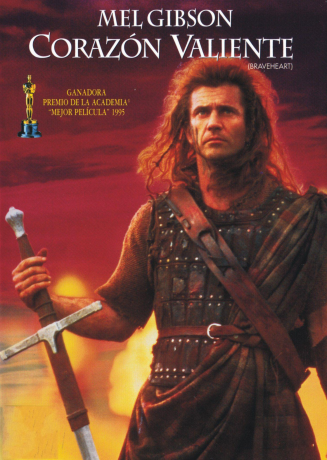 MEL GIBSON
CORAZÓN VALIENTE
(BRAVEHEART)
GANADORA
PREMIO DE LA ACADEMIA®
"MEJOR PELÍCULA" 1995